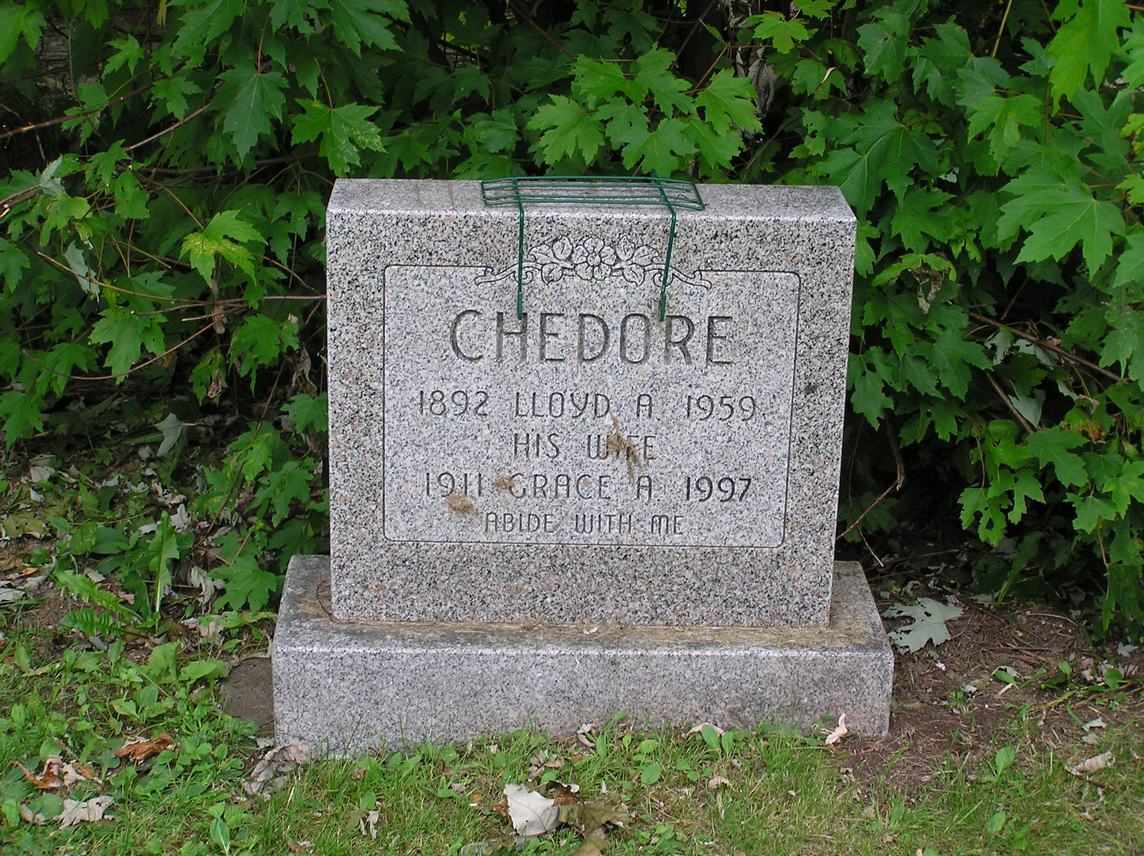 CHEDORE
1892 LLOYD A 1959
HIS WIFE
1911 GRACE A 1997
ABIDE WITH ME